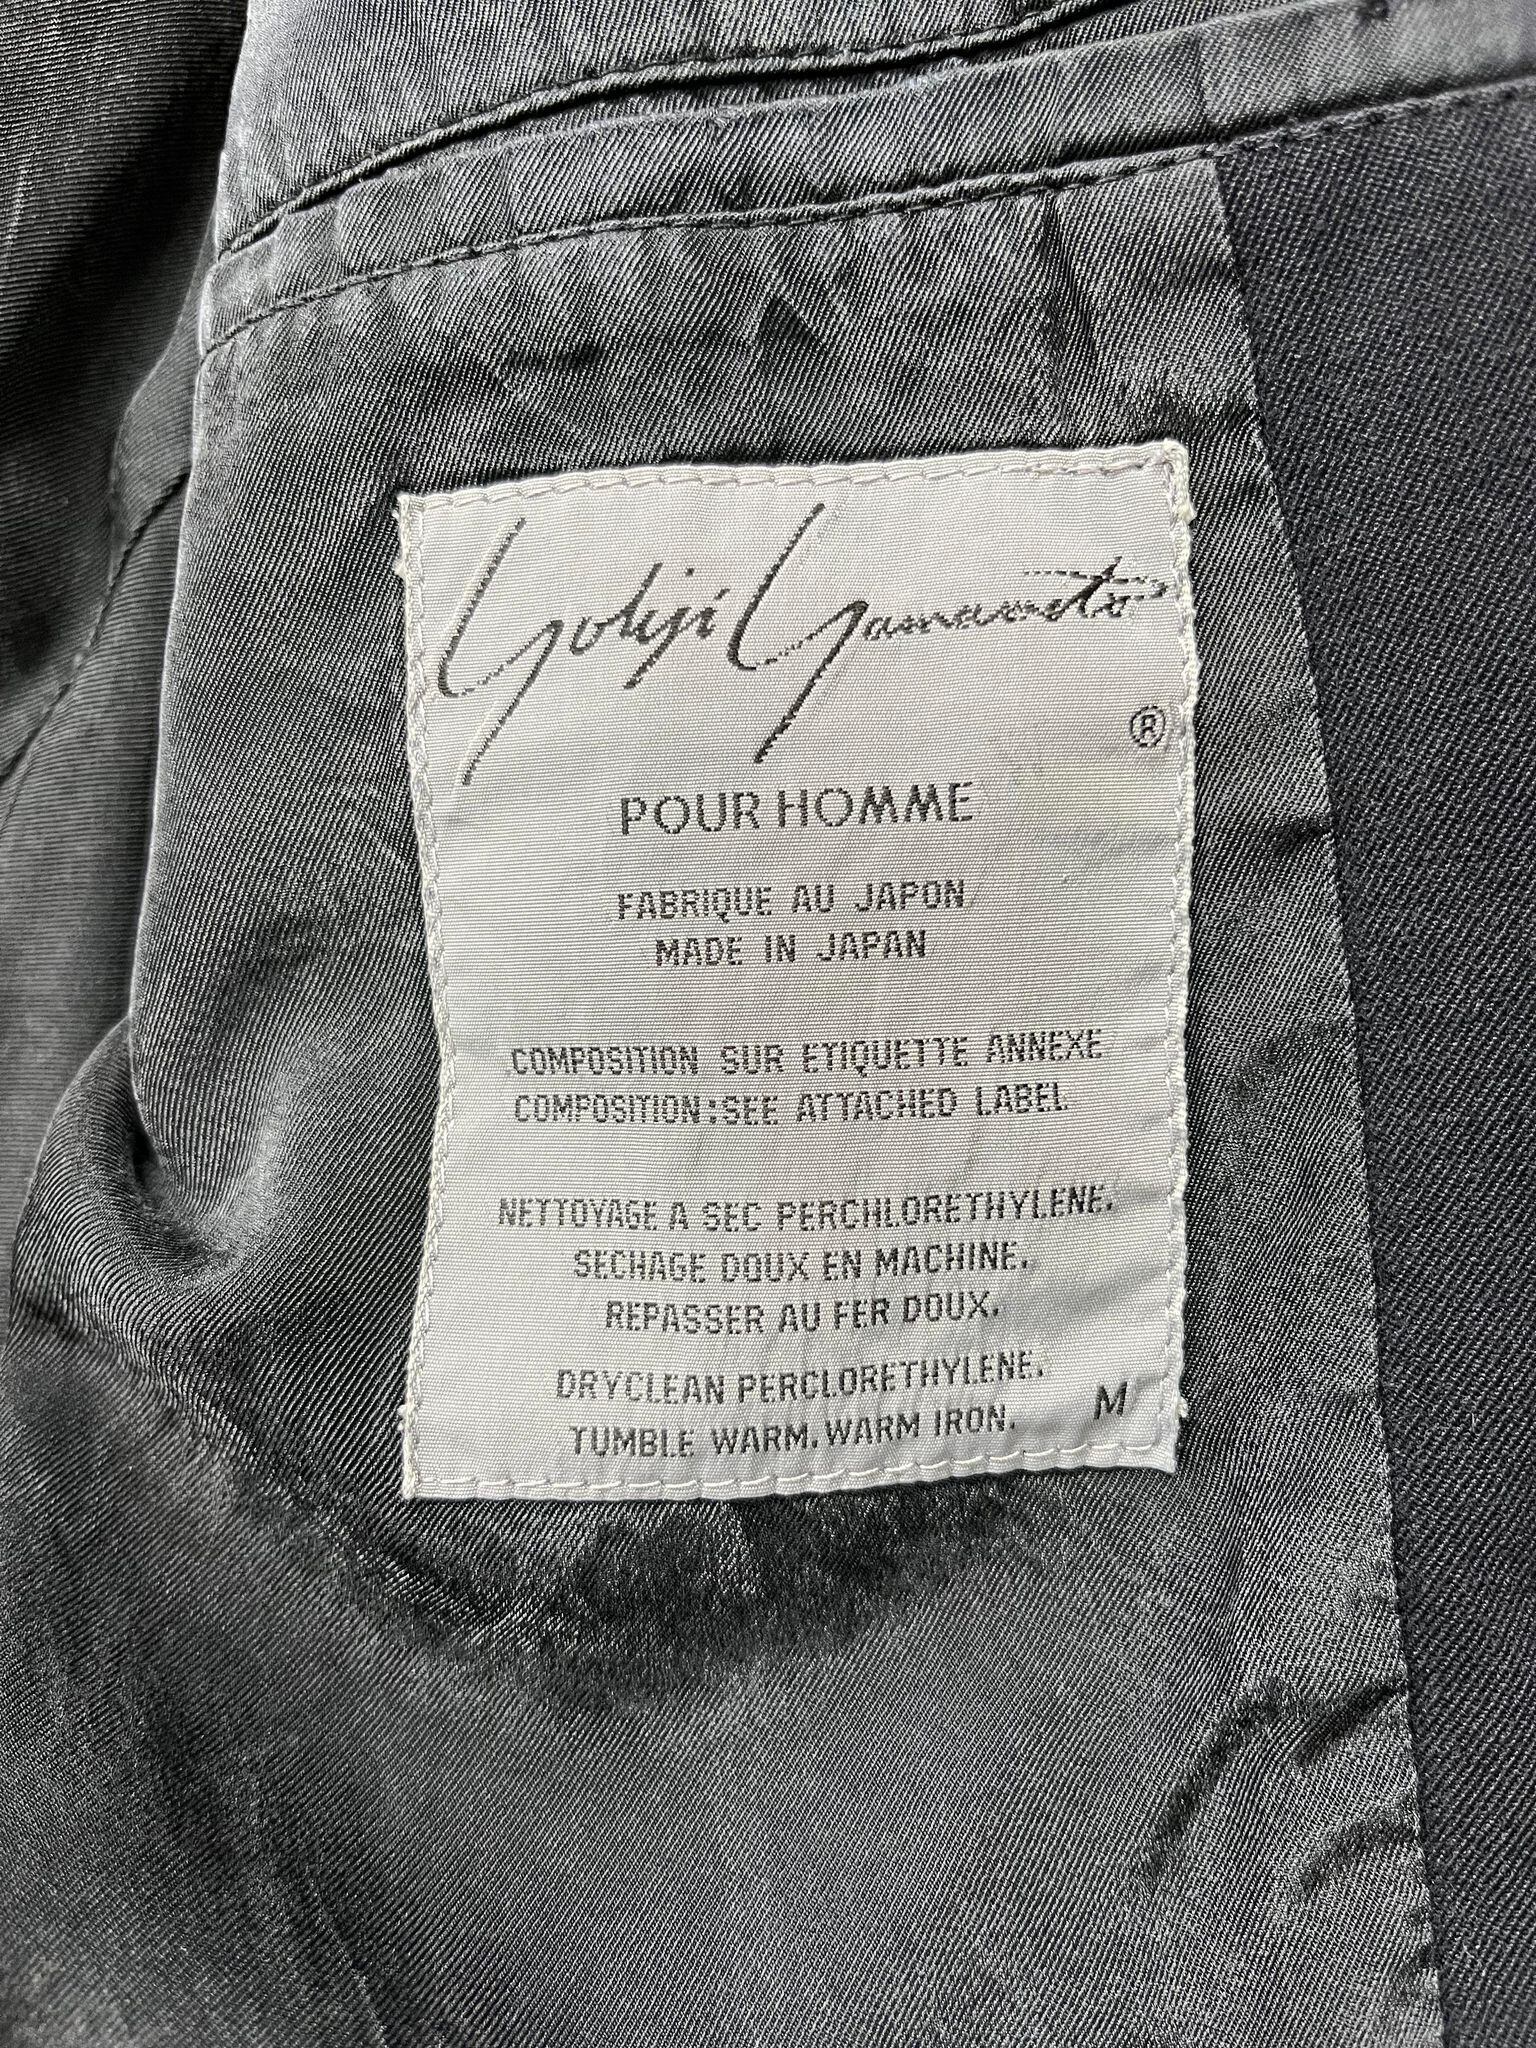 Yohji Yamamoto
®
POUR HOMME
FABRIQUE AU JAPON
MADE IN JAPAN
COMPOSITION SUR ETIQUETTE ANNEXE
COMPOSITION:SEE ATTACHED LABEL
NETTOYAGE A SEC PERCHLORETHYLENE.
SECHAGE DOUX EN MACHINE.
REPASSER AU FER DOUX.
DRYCLEAN PERCLORETHYLENE.
TUMBLE WARM.WARM IRON.
M